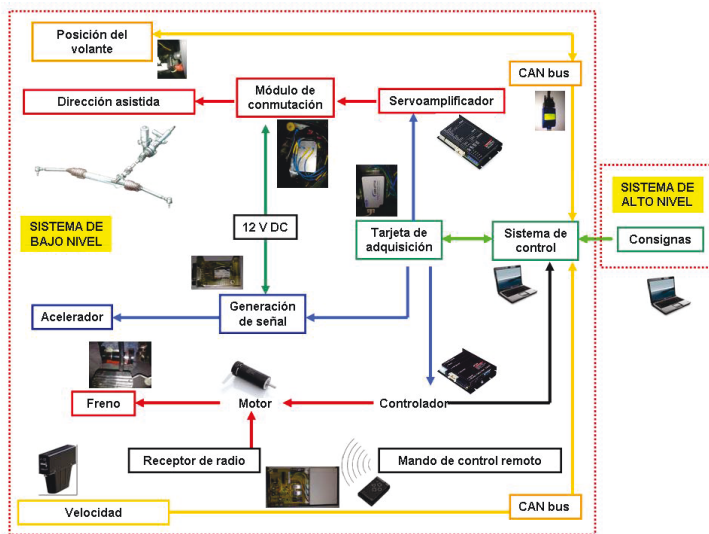 Posición del
volante
CAN bus
Dirección asistida
Módulo de
conmutación
Servoamplificador
SISTEMA DE
ALTO NIVEL
SISTEMA DE
BAJO NIVEL
12 V DC
Tarjeta de
adquisición
Sistema de
control
Consignas
Acelerador
Generación
de señal
Freno
Motor
Controlador
Receptor de radio
Mando de control remoto
Velocidad
CAN bus